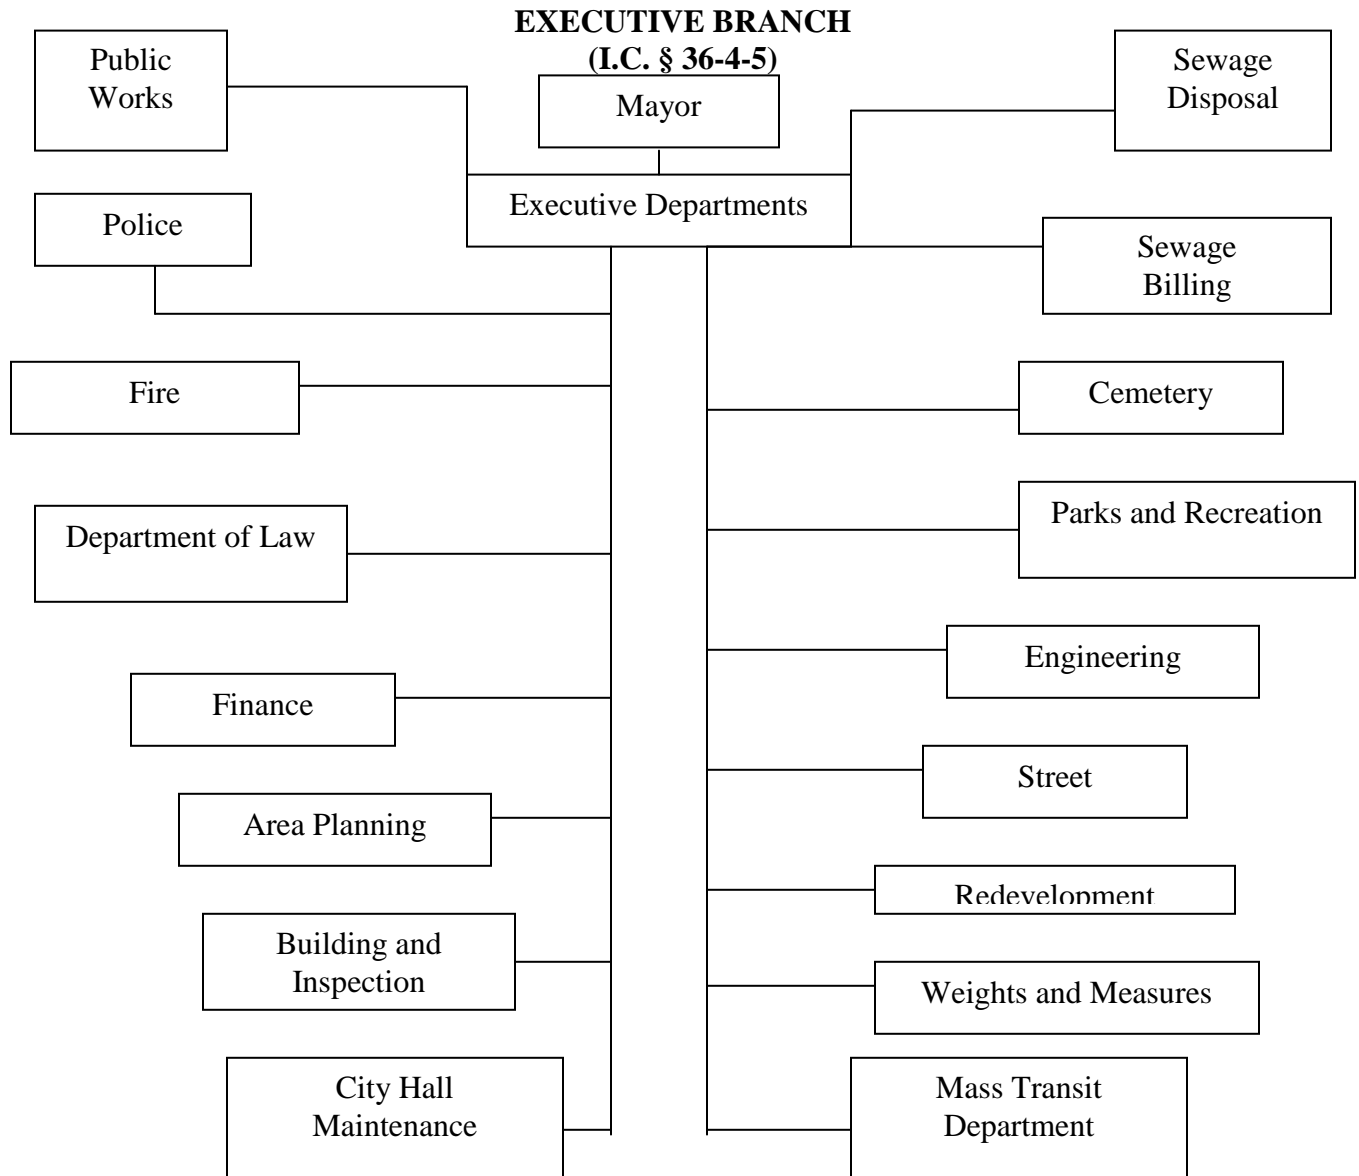 EXECUTIVE BRANCH
(I.C. § 36-4-5)
Mayor
Executive Departments
Public
Works
Police
Fire
Department of Law
Finance
Area Planning
Building and
Inspection
City Hall
Maintenance
Sewage
Disposal
Sewage
Billing
Cemetery
Parks and Recreation
Engineering
Street
Redevelopment
Weights and Measures
Mass Transit
Department